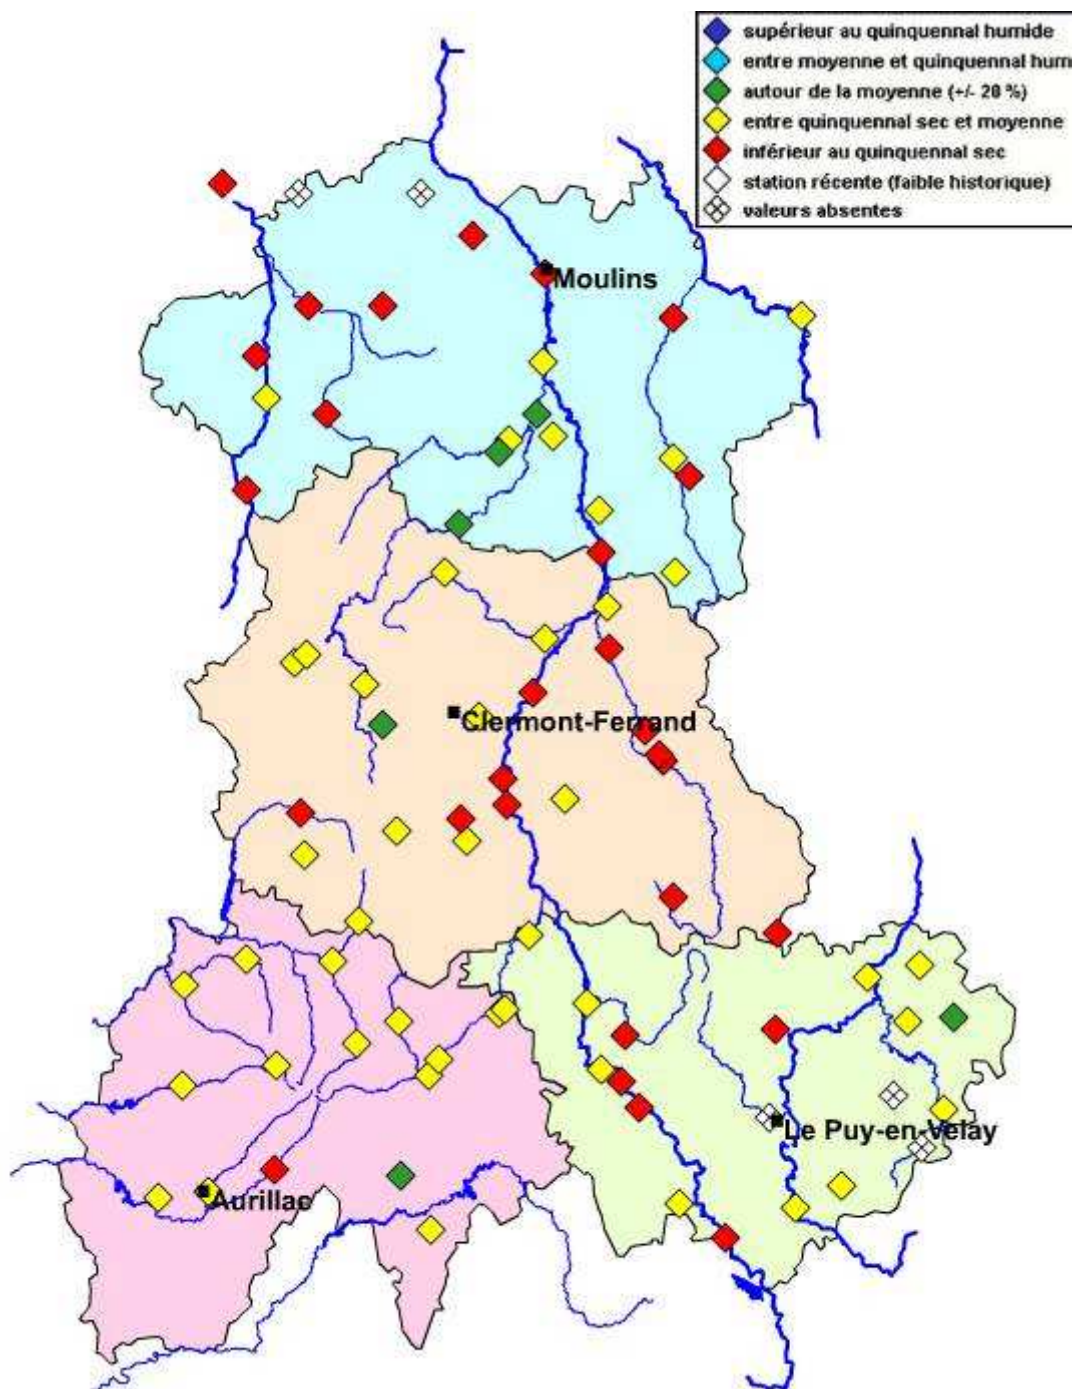 supérieur au quinquennal humide
entre moyenne et quinquennal hum
autour de la moyenne (+/- 20 %)
entre quinquennal sec et moyenne
inférieur au quinquennal sec
station récente (faible historique)
valeurs absentes
Moulins
Clermont-Ferrand
Le Puy-en-Velay
Aurillac